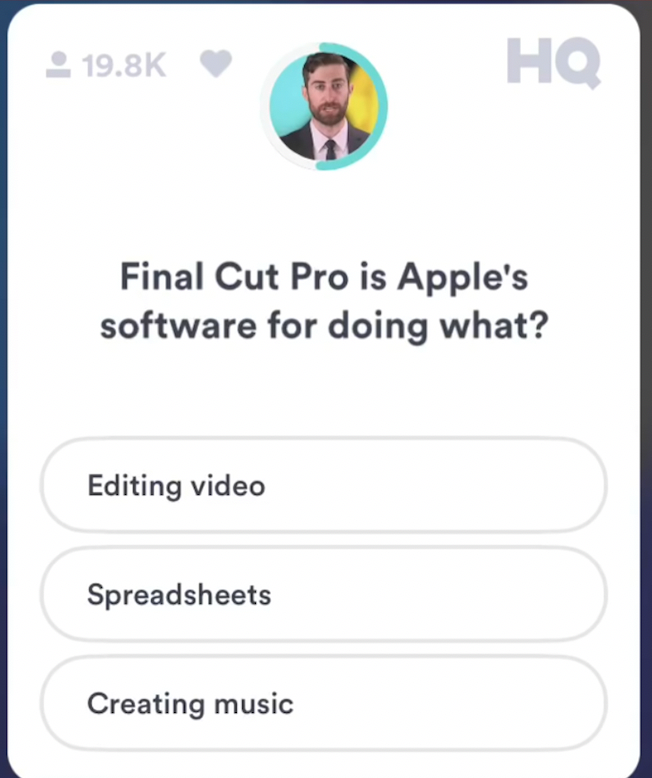 19.8K
HQ
Final Cut Pro is Apple's
software for doing what?
Editing video
Spreadsheets
Creating music